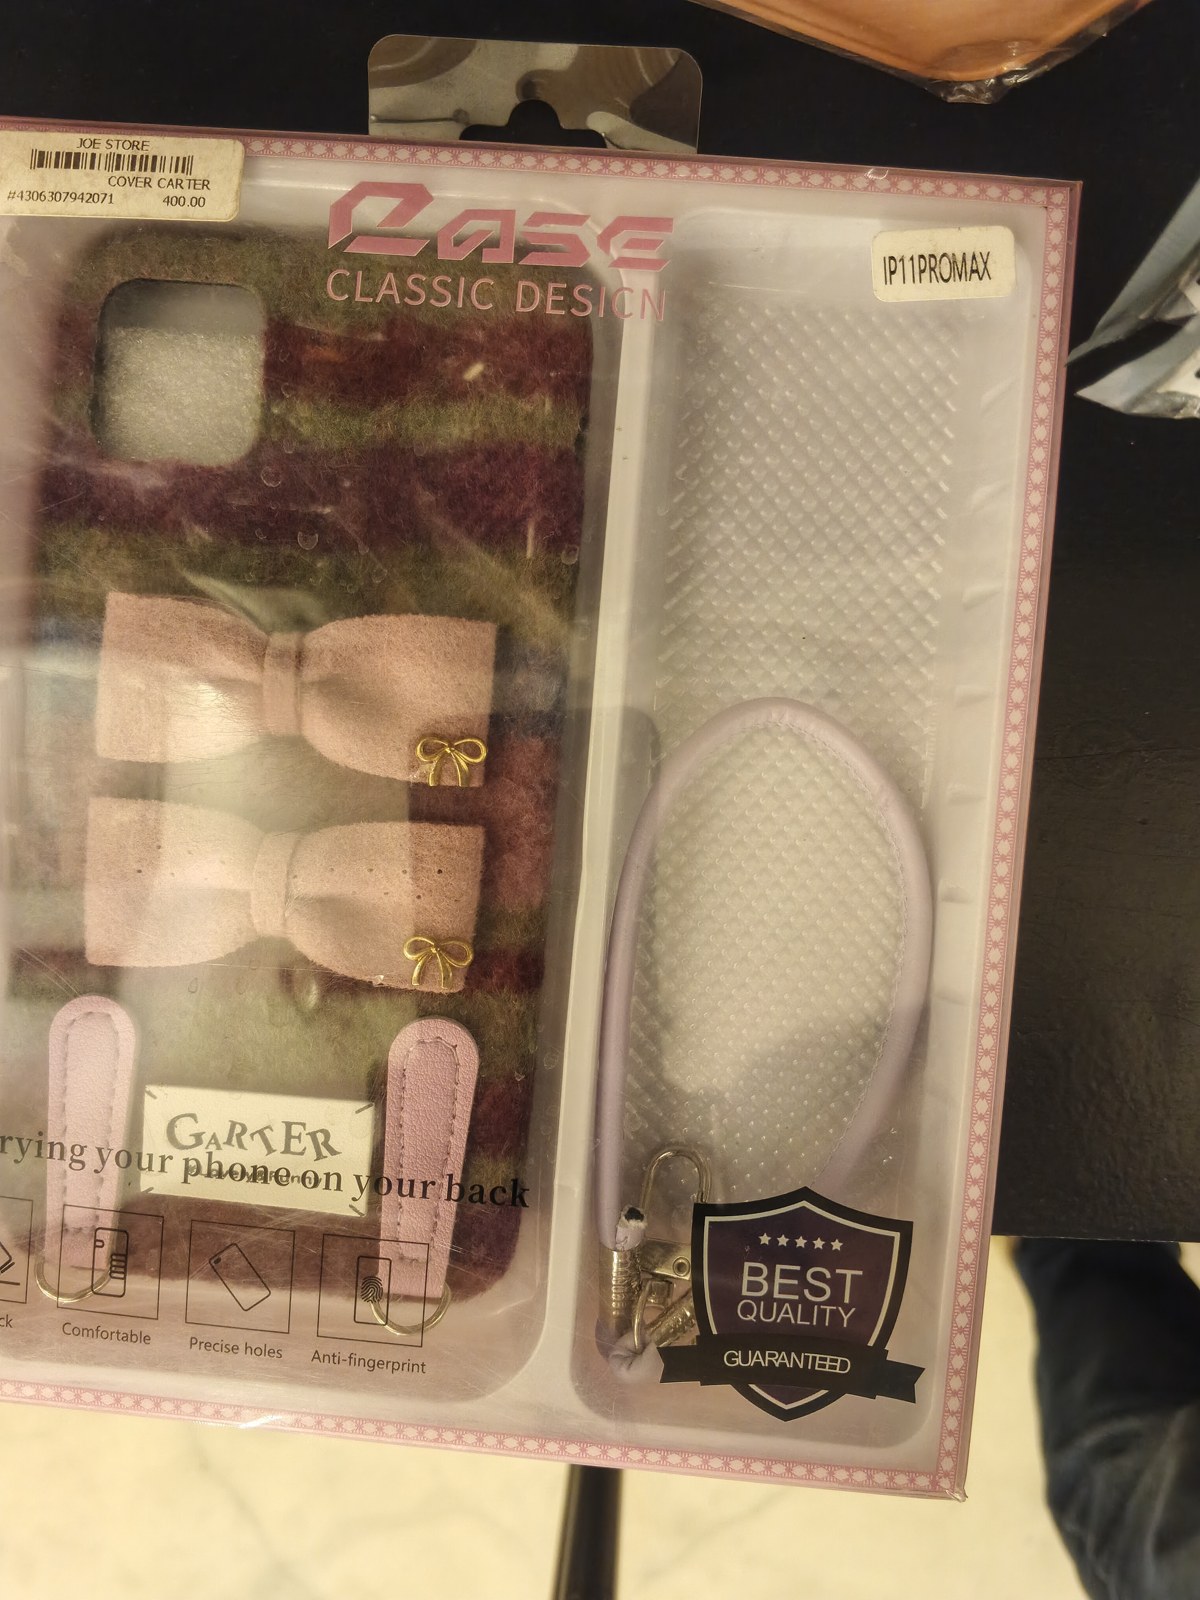 JOE STORE
COVER CARTER
#4306307942071 400.00
Case
CLASSIC DESIGN
IP11PROMAX
GARTER
rying your phone on your back
ck
Comfortable
Precise holes
Anti-fingerprint
BEST
QUALITY
GUARANTEED